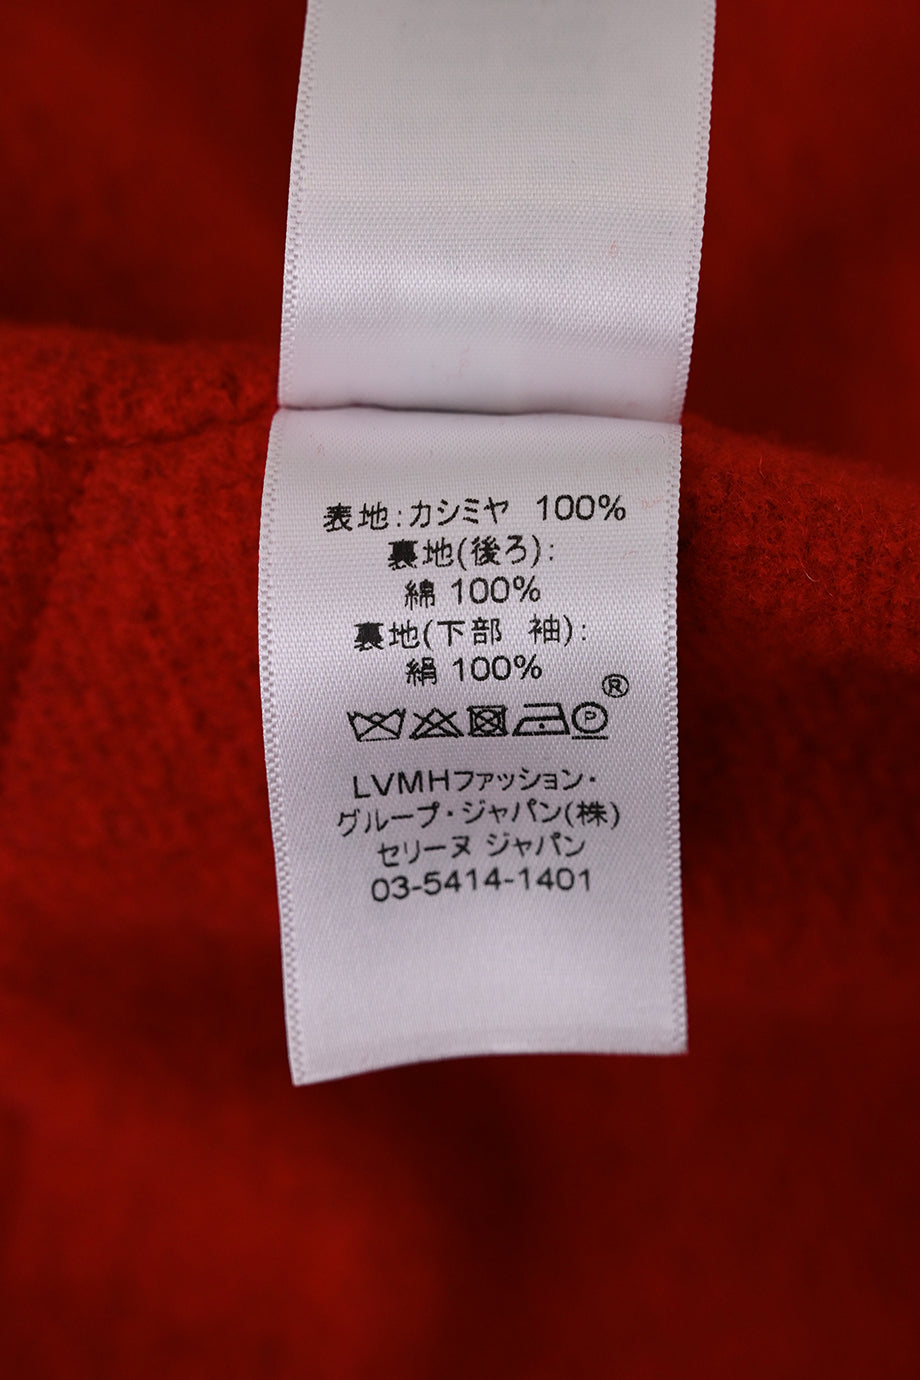 表地:カシミヤ 100%
裏地(後ろ):
綿 100%
裏地(下部 袖):
絹 100%
®
P
LVMHファッション・
グループ・ジャパン(株)
セリーヌ ジャパン
03-5414-1401